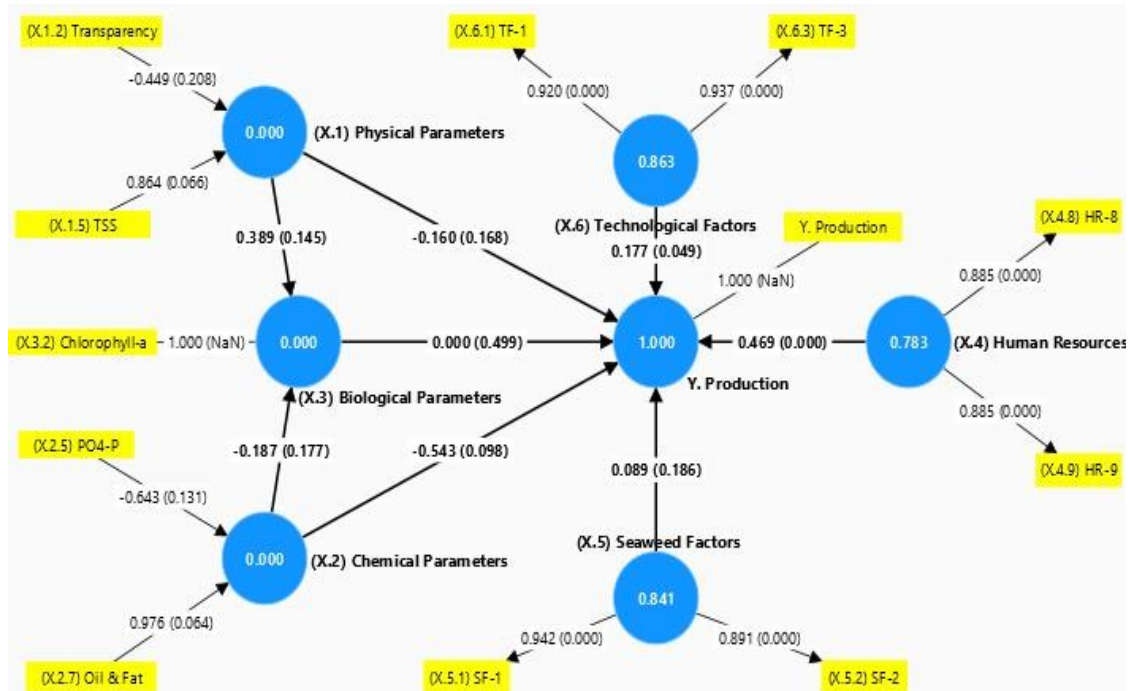 (X.1.2) Transparency
(X.6.1) TF-1
(X.6.3) TF-3
-0.449 (0.208)
0.920 (0.000)
0.937 (0.000)
0.000
(X.1) Physical Parameters
0.863
0.864 (0.066)
(X.1.5) TSS
(X.4.8) HR-8
(X.6) Technological Factors
Y. Production
0.389 (0.145)
-0.160 (0.168)
0.177 (0.049)
1.000 (NaN)
0.885 (0.000)
(X.3.2) Chlorophyll-a
1.000 (NaN)
0.000
0.000 (0.499)
1.000
0.469 (0.000)
0.783
(X.4) Human Resources
Y. Production
(X.3) Biological Parameters
0.885 (0.000)
(X.2.5) PO4-P
-0.187 (0.177)
-0.543 (0.098)
0.089 (0.186)
(X.4.9) HR-9
-0.643 (0.131)
(X.5) Seaweed Factors
0.000
(X.2) Chemical Parameters
0.841
0.976 (0.064)
0.942 (0.000)
0.891 (0.000)
(X.2.7) Oil & Fat
(X.5.1) SF-1
(X.5.2) SF-2